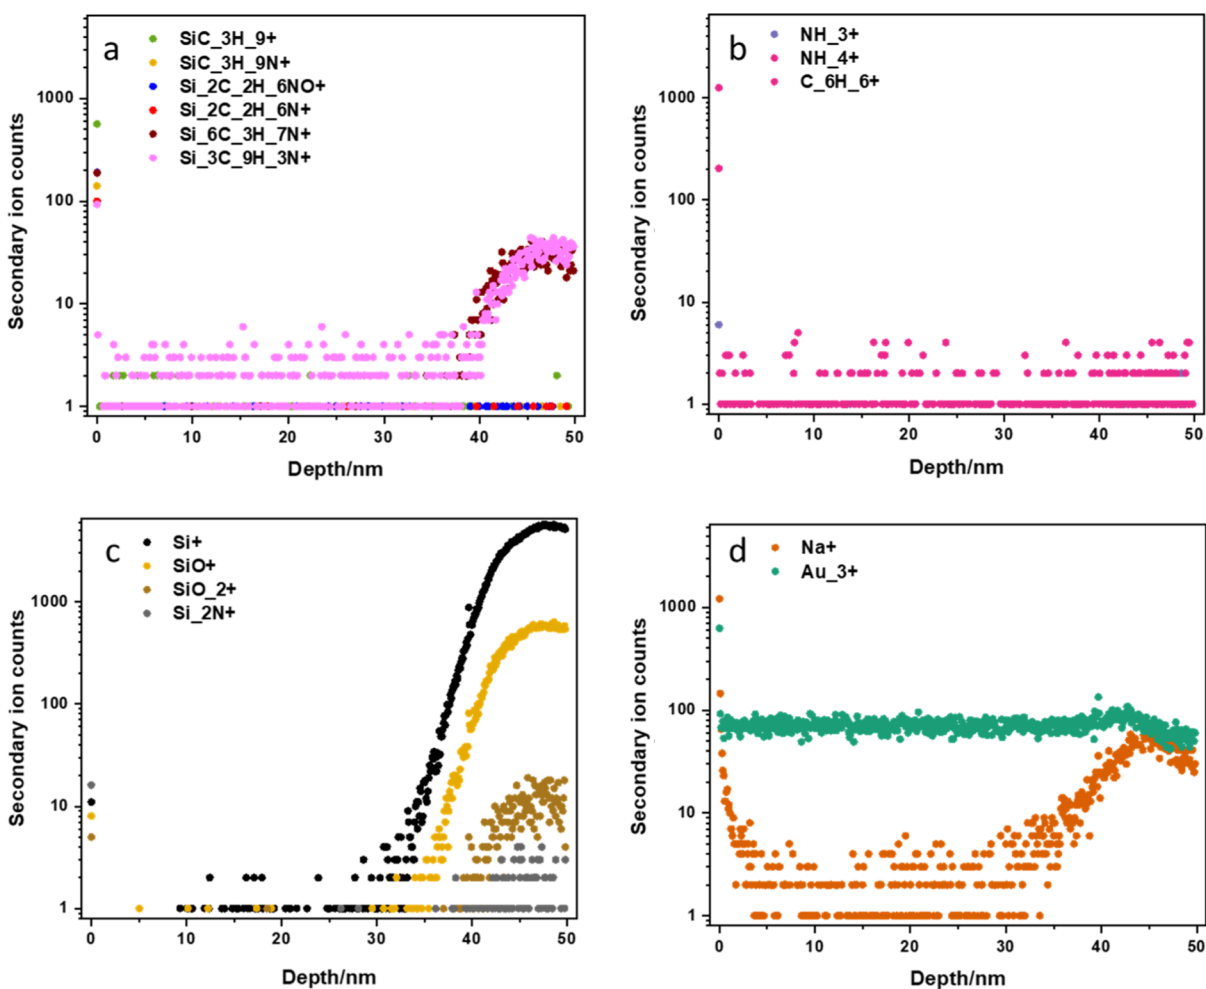 a
SiC_3H_9+
SiC_3H_9N+
Si_2C_2H_6NO+
Si_2C_2H_6N+
Si_6C_3H_7N+
Si_3C_9H_3N+
Secondary ion counts
1000
100
10
1
0 10 20 30 40 50
Depth/nm
b
NH_3+
NH_4+
C_6H_6+
Secondary ion counts
1000
100
10
1
0 10 20 30 40 50
Depth/nm
c
Si+
SiO+
SiO_2+
Si_2N+
Secondary ion counts
1000
100
10
1
0 10 20 30 40 50
Depth/nm
d
Na+
Au_3+
Secondary ion counts
1000
100
10
1
0 10 20 30 40 50
Depth/nm